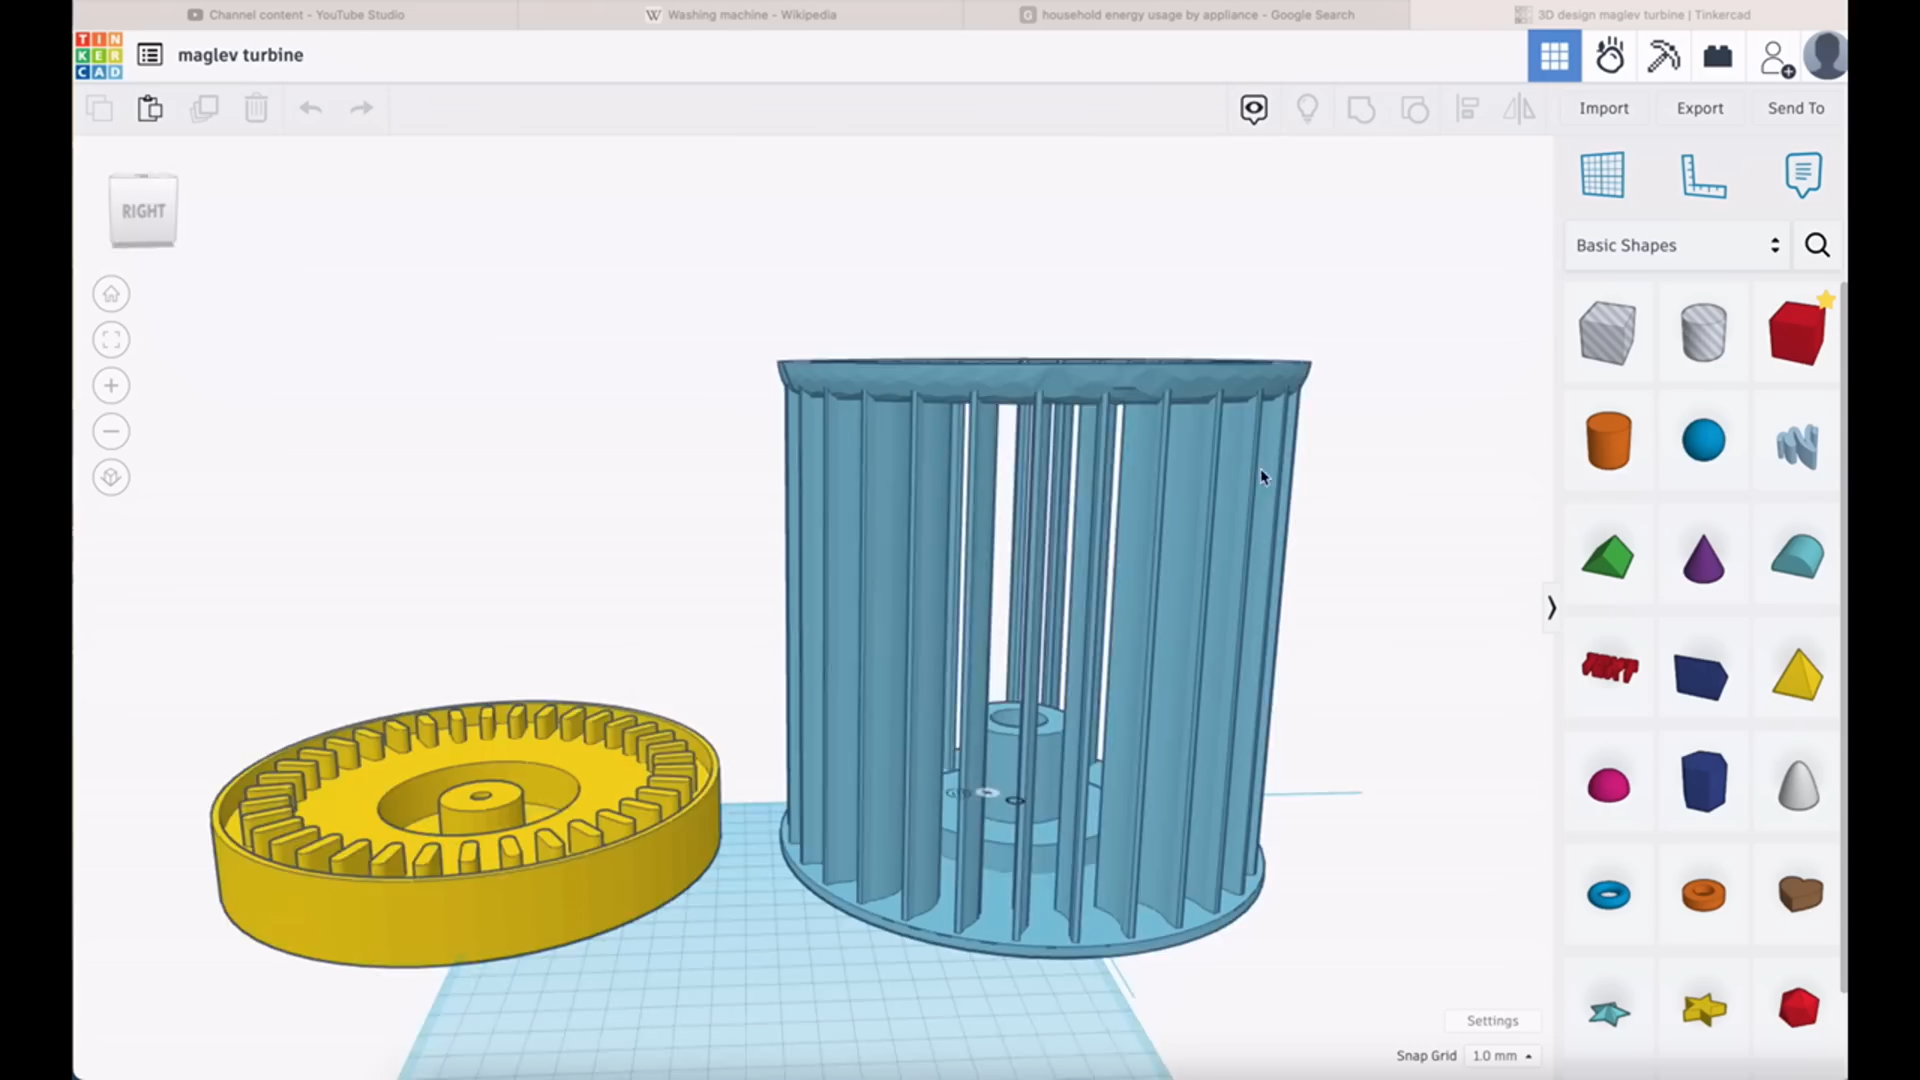 Channel content - YouTube Studio
W Washing machine - Wikipedia
G household energy usage by appliance - Google Search
3D design maglev turbine | Tinkercad
TIN
KER
CAD
maglev turbine
Import
Export
Send To
RIGHT
Basic Shapes
TEXT
Settings
Snap Grid
1.0 mm